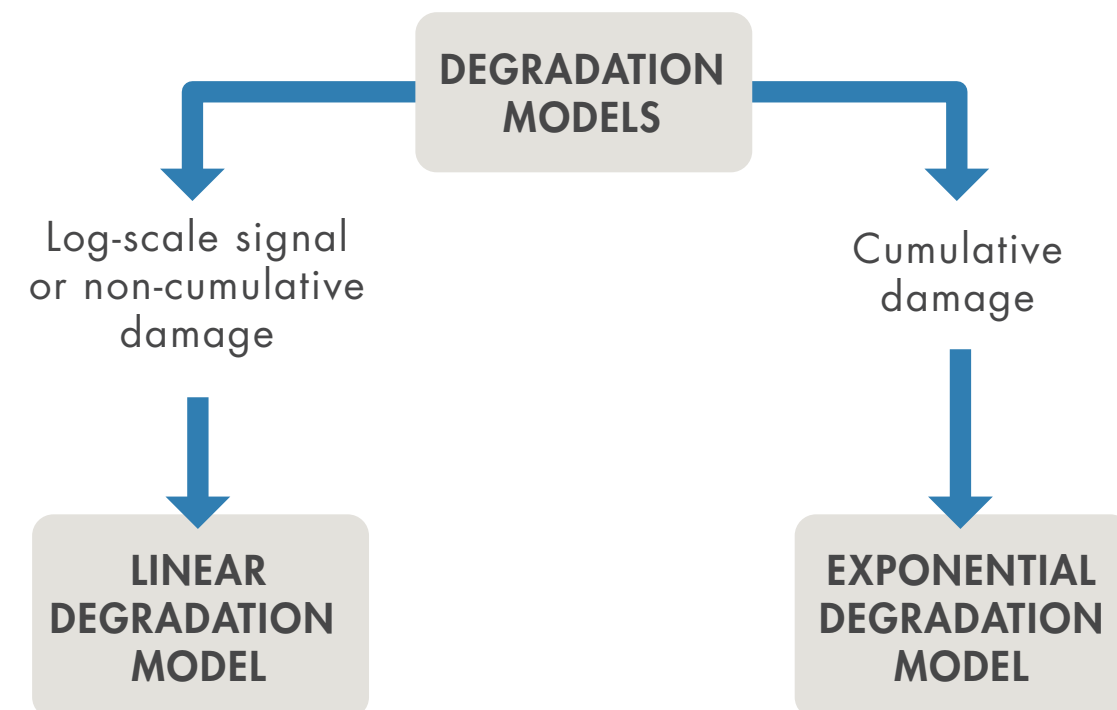 DEGRADATION
MODELS
Log-scale signal
or non-cumulative
damage
Cumulative
damage
LINEAR
DEGRADATION
MODEL
EXPONENTIAL
DEGRADATION
MODEL